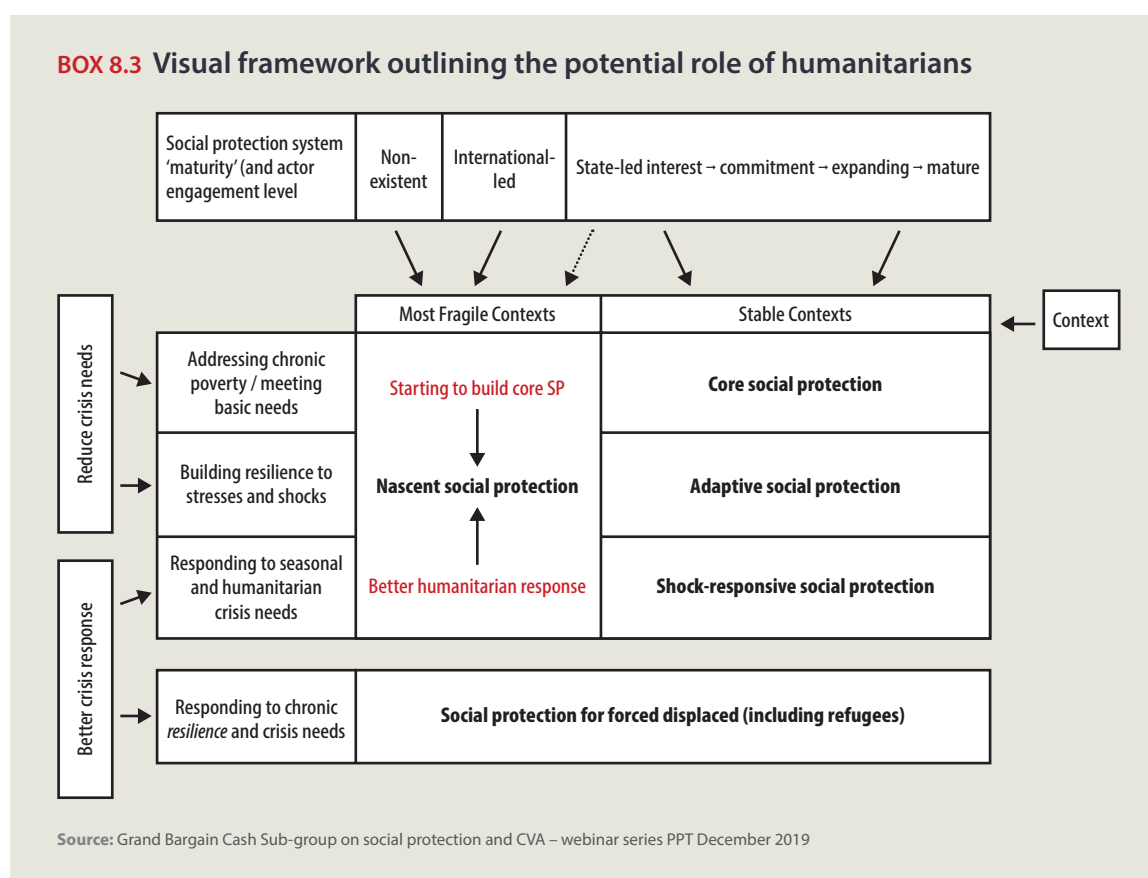 BOX 8.3 Visual framework outlining the potential role of humanitarians
Social protection system
‘maturity’ (and actor
engagement level
Non-
existent
International-
led
State-led interest → commitment → expanding → mature
Most Fragile Contexts
Stable Contexts
Context
Reduce crisis needs
Addressing chronic
poverty / meeting
basic needs
Starting to build core SP
Core social protection
Building resilience to
stresses and shocks
Nascent social protection
Adaptive social protection
Better crisis response
Responding to seasonal
and humanitarian
crisis needs
Better humanitarian response
Shock-responsive social protection
Responding to chronic
resilience and crisis needs
Social protection for forced displaced (including refugees)
Source: Grand Bargain Cash Sub-group on social protection and CVA – webinar series PPT December 2019